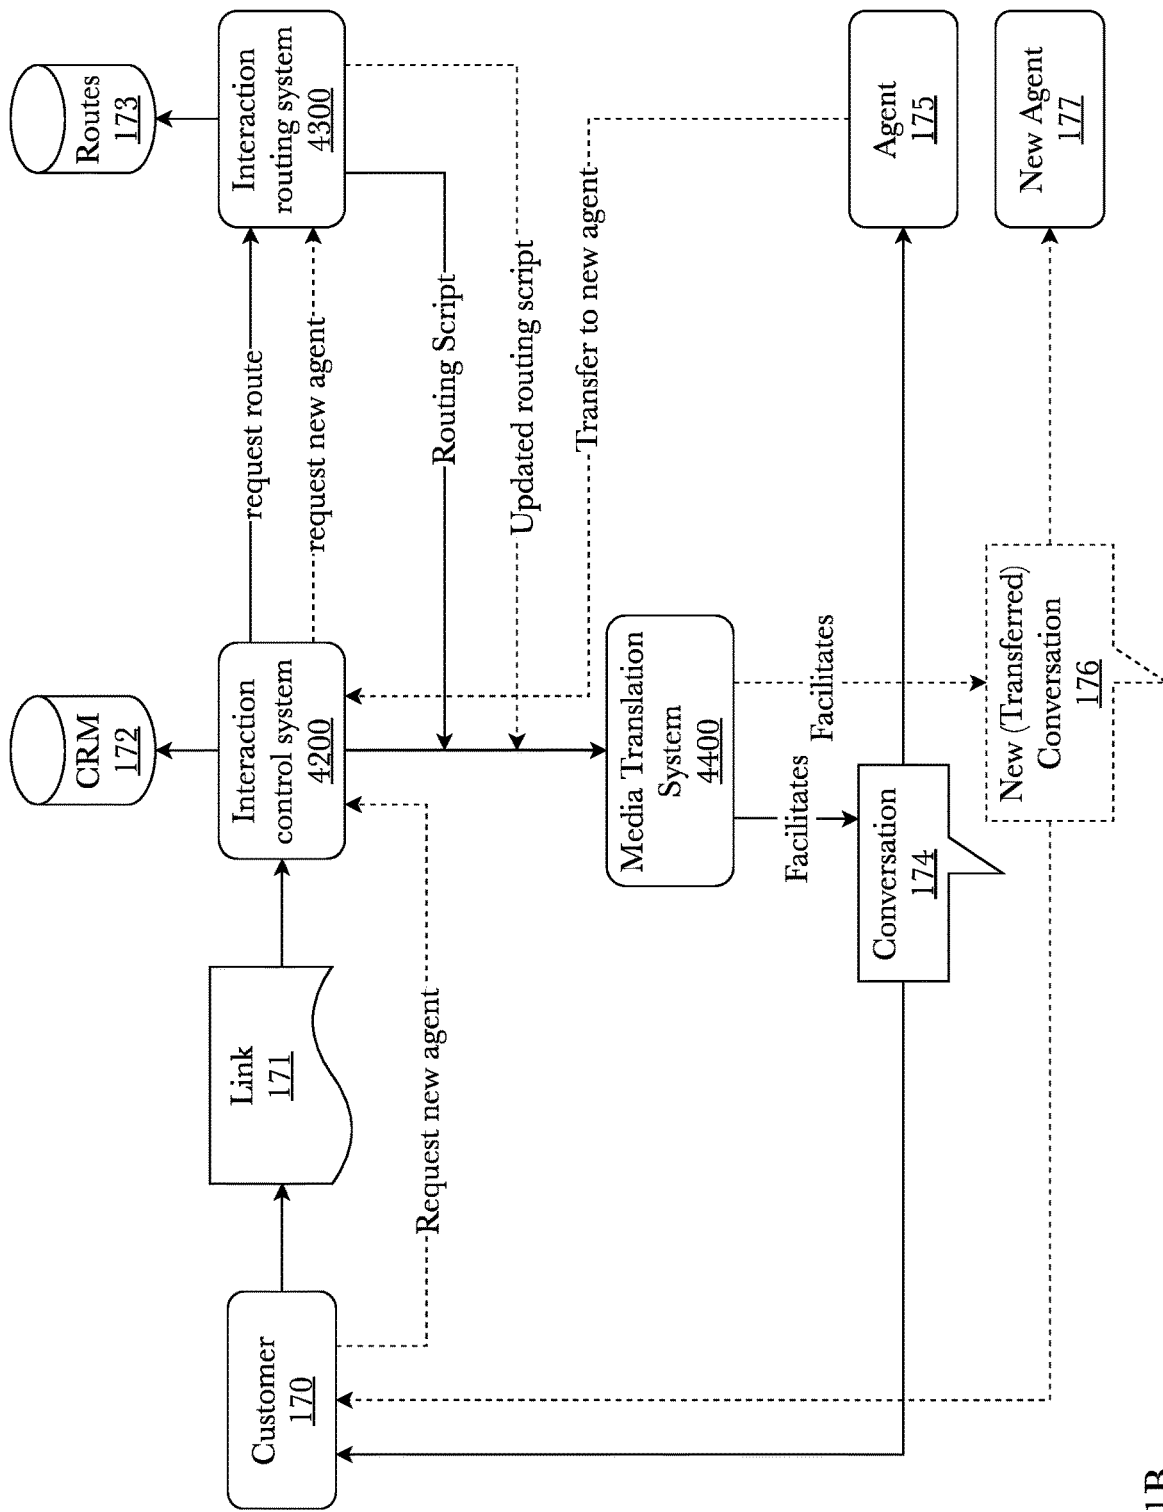 CRM
172
Routes
173
Customer
170
Link
171
Interaction
control system
4200
request route
request new agent
Interaction
routing system
4300
Request new agent
Routing Script
Updated routing script
Transfer to new agent
Media Translation
System
4400
Facilitates
Facilitates
Conversation
174
Agent
175
New (Transferred)
Conversation
176
New Agent
177